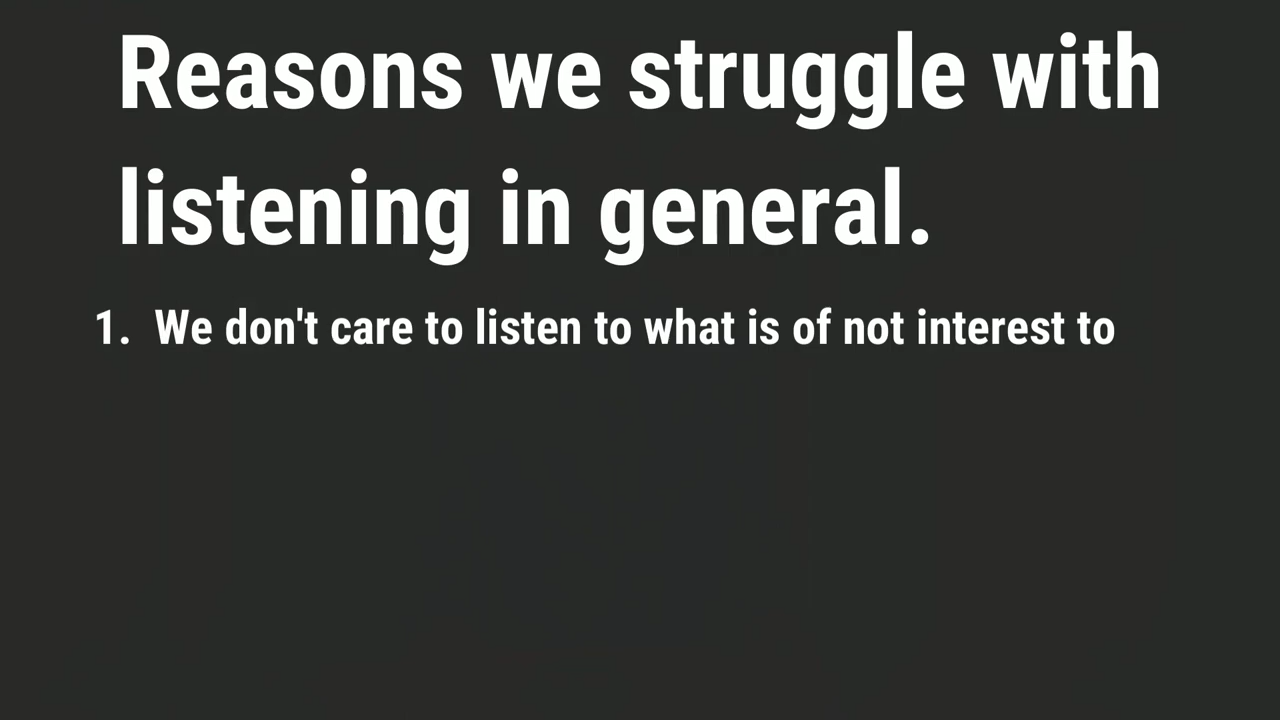 Reasons we struggle with
listening in general.
1. We don't care to listen to what is of not interest to